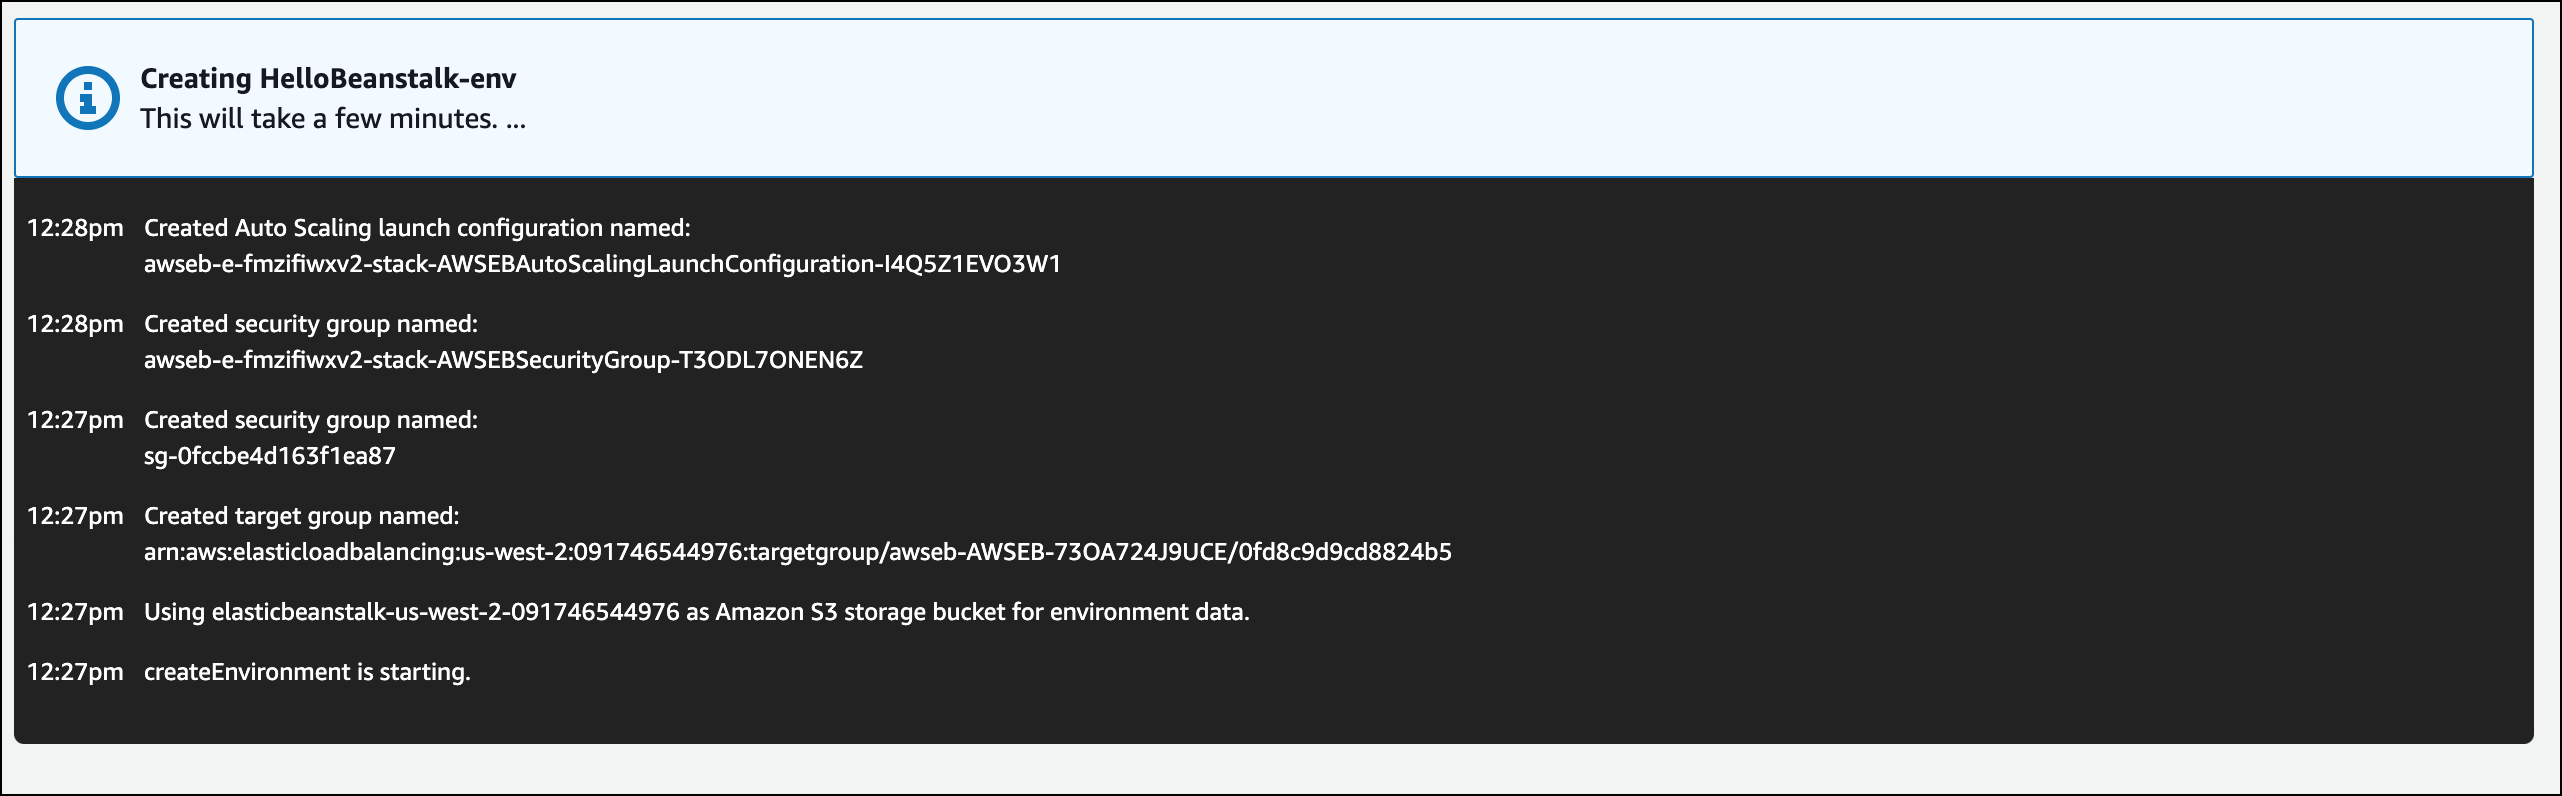 Creating HelloBeanstalk-env
This will take a few minutes. ...
12:28pm Created Auto Scaling launch configuration named:
awseb-e-fmzifiwxv2-stack-AWSEBAutoScalingLaunchConfiguration-I4Q5Z1EVO3W1
12:28pm Created security group named:
awseb-e-fmzifiwxv2-stack-AWSEBSecurityGroup-T3ODL7ONEN6Z
12:27pm Created security group named:
sg-0fccbe4d163f1ea87
12:27pm Created target group named:
arn:aws:elasticloadbalancing:us-west-2:091746544976:targetgroup/awseb-AWSEB-73OA724J9UCE/0fd8c9d9cd8824b5
12:27pm Using elasticbeanstalk-us-west-2-091746544976 as Amazon S3 storage bucket for environment data.
12:27pm createEnvironment is starting.